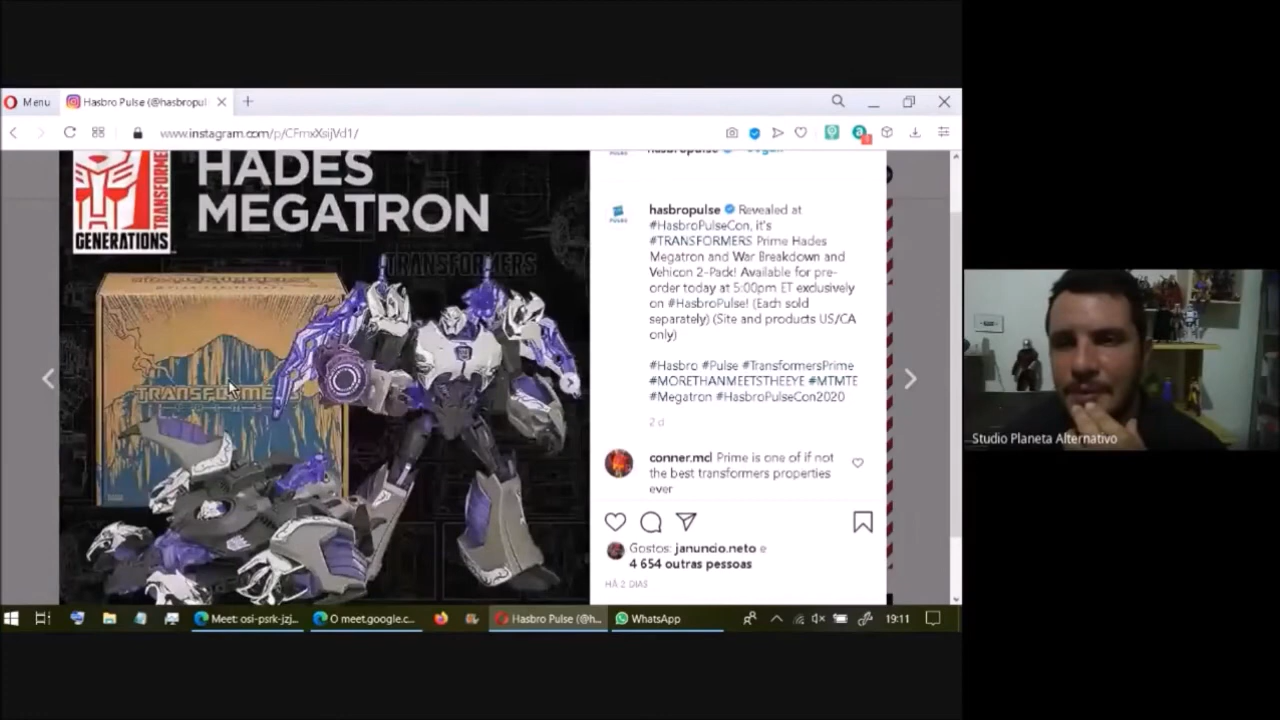 Menu
Hasbro Pulse (@hasbropul
www.instagram.com/p/CFmxXsijVd1/
HADES
MEGATRON
TRANSFORMERS
GENERATIONS
TRANSFORMERS
TRANSFORMERS
hasbropulse Revealed at
#HasbroPulseCon, it's
#TRANSFORMERS Prime Hades
Megatron and War Breakdown and
Vehicon 2-Pack! Available for pre-
order today at 5:00pm ET exclusively
on #HasbroPulse! (Each sold
separately) (Site and products US/CA
only)
#Hasbro #Pulse #TransformersPrime
#MORETHANMEETSTHEEYE #MTMTE
#Megatron #HasbroPulseCon2020
2 d
conner.mcl Prime is one of if not
the best transformers properties
ever
Gostos: januncio.neto e
4 654 outras pessoas
HÁ 2 DIAS
Studio Planeta Alternativo
Meet: osi-psrk-jzj...
O meet.google.c...
Hasbro Pulse (@h...
WhatsApp
19:11